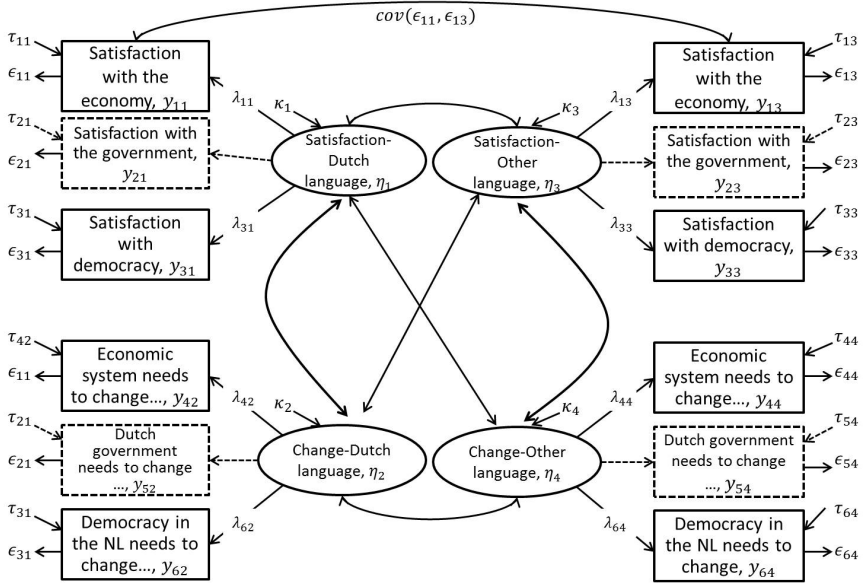 cov(ϵ₁₁, ϵ₁₃)
τ₁₁
ϵ₁₁
Satisfaction
with the
economy, y₁₁
λ₁₁
κ₁
τ₂₁
ϵ₂₁
Satisfaction with
the government,
y₂₁
Satisfaction-
Dutch
language, η₁
τ₃₁
ϵ₃₁
Satisfaction
with
democracy, y₃₁
λ₃₁
τ₁₃
ϵ₁₃
Satisfaction
with the
economy, y₁₃
λ₁₃
κ₃
τ₂₃
ϵ₂₃
Satisfaction with
the government,
y₂₃
Satisfaction-
Other
language, η₃
τ₃₃
ϵ₃₃
Satisfaction
with democracy,
y₃₃
λ₃₃
τ₄₂
ϵ₁₁
Economic
system needs
to change..., y₄₂
λ₄₂
κ₂
τ₂₁
ϵ₂₁
Dutch
government
needs to change
..., y₅₂
Change-Dutch
language, η₂
τ₃₁
ϵ₃₁
Democracy in
the NL needs to
change..., y₆₂
λ₆₂
τ₄₄
ϵ₄₄
Economic
system needs to
change..., y₄₄
λ₄₄
κ₄
τ₅₄
ϵ₅₄
Dutch government
needs to change
..., y₅₄
Change-Other
language, η₄
τ₆₄
ϵ₆₄
Democracy in
the NL needs to
change, y₆₄
λ₆₄